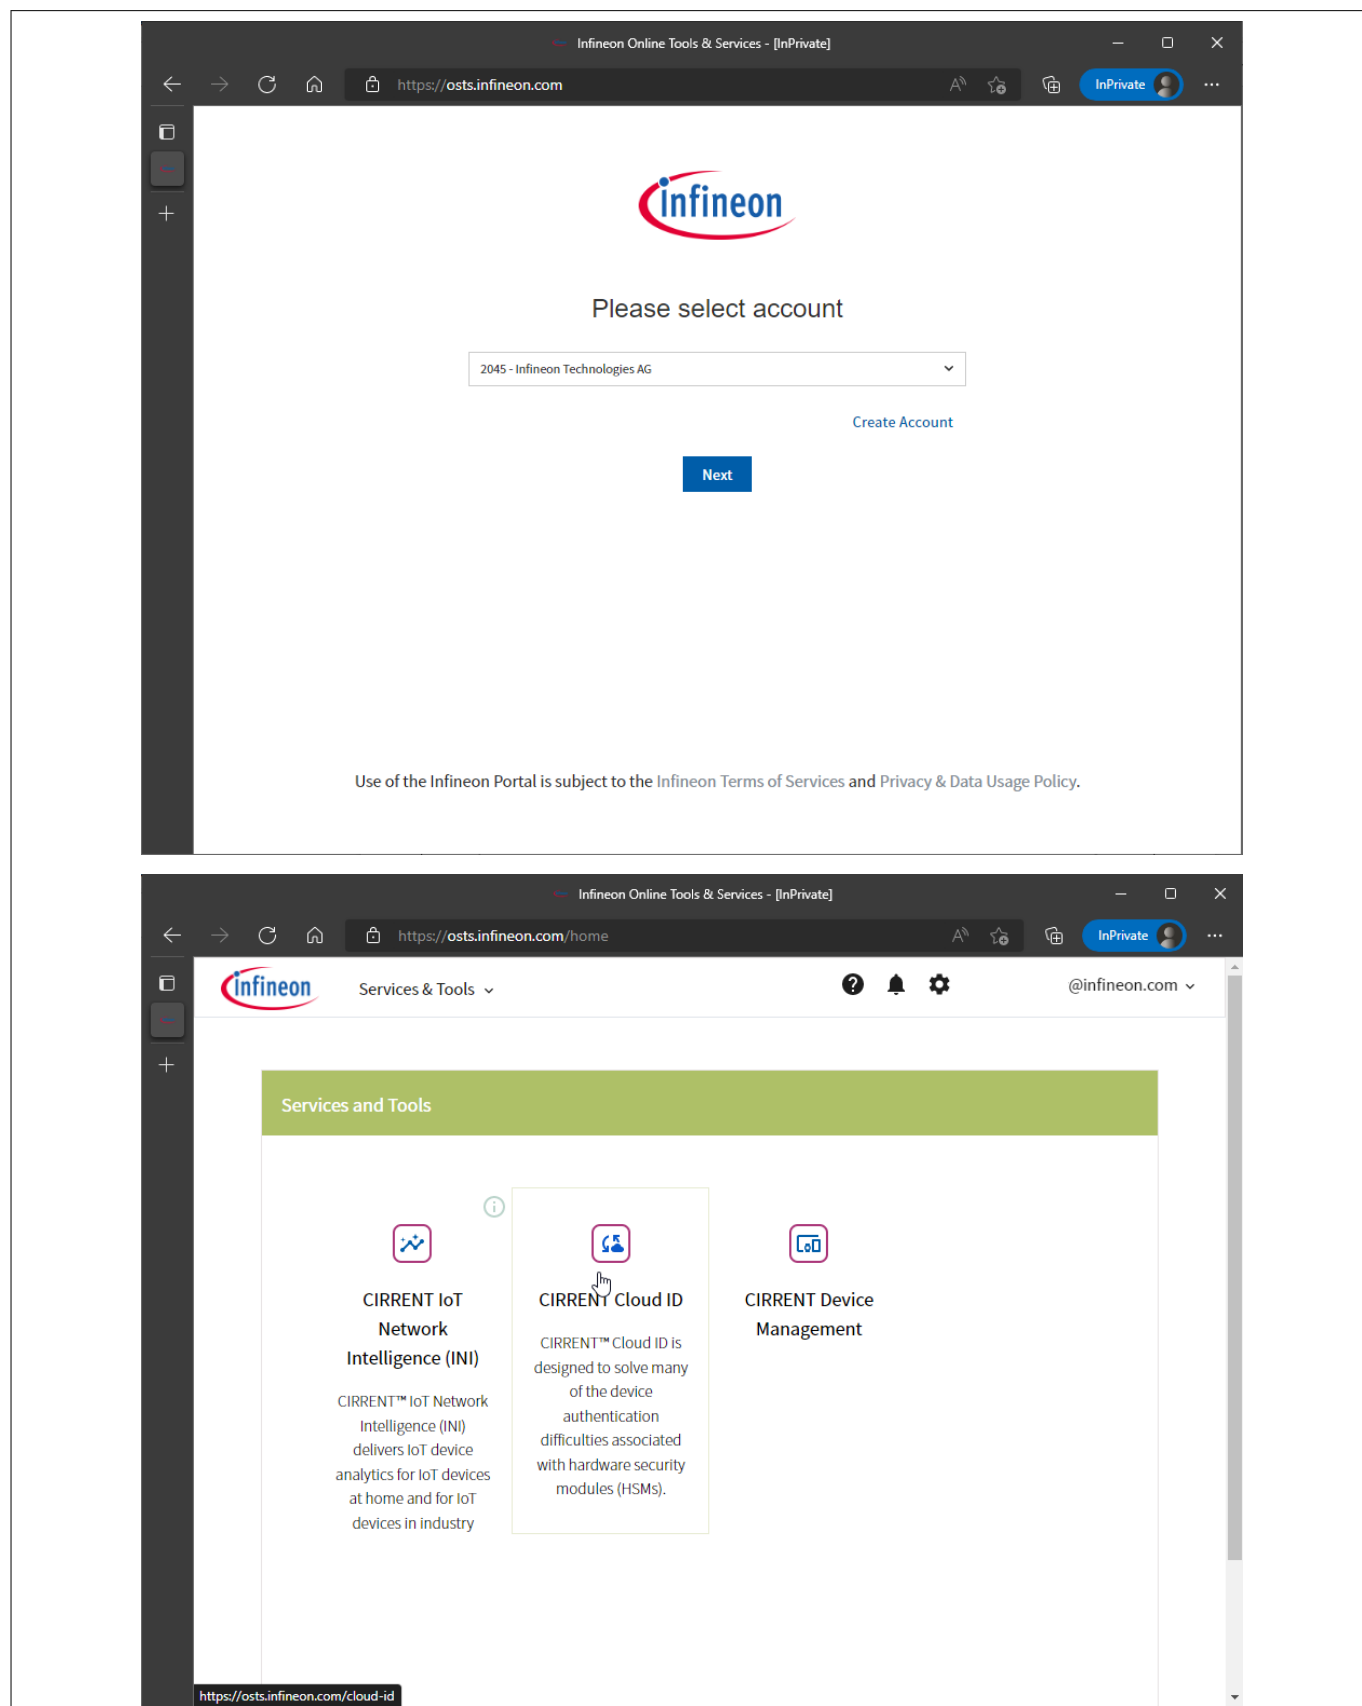 Infineon Online Tools & Services - [InPrivate]
https://osts.infineon.com
InPrivate
infineon
Please select account
2045 - Infineon Technologies AG
Create Account
Next
Use of the Infineon Portal is subject to the Infineon Terms of Services and Privacy & Data Usage Policy.
Infineon Online Tools & Services - [InPrivate]
https://osts.infineon.com/home
InPrivate
infineon
Services & Tools
@infineon.com
Services and Tools
CIRRENT IoT
Network
Intelligence (INI)
CIRRENT™ IoT Network
Intelligence (INI)
delivers IoT device
analytics for IoT devices
at home and for IoT
devices in industry
CIRRENT Cloud ID
CIRRENT™ Cloud ID is
designed to solve many
of the device
authentication
difficulties associated
with hardware security
modules (HSMs).
CIRRENT Device
Management
https://osts.infineon.com/cloud-id